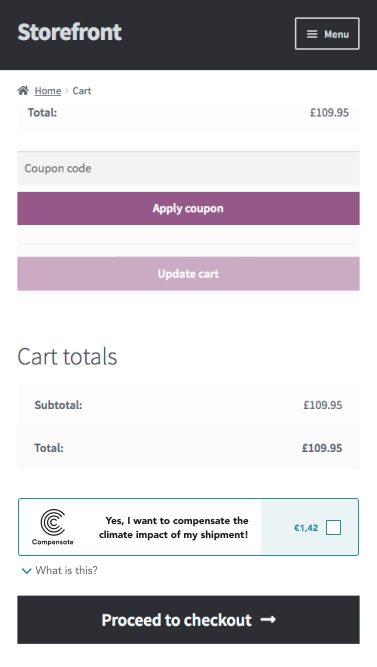 Storefront
Menu
Home › Cart
Total: £109.95
Coupon code
Apply coupon
Update cart
Cart totals
Subtotal: £109.95
Total: £109.95
Compensate
Yes, I want to compensate the
climate impact of my shipment!
€1,42
What is this?
Proceed to checkout →